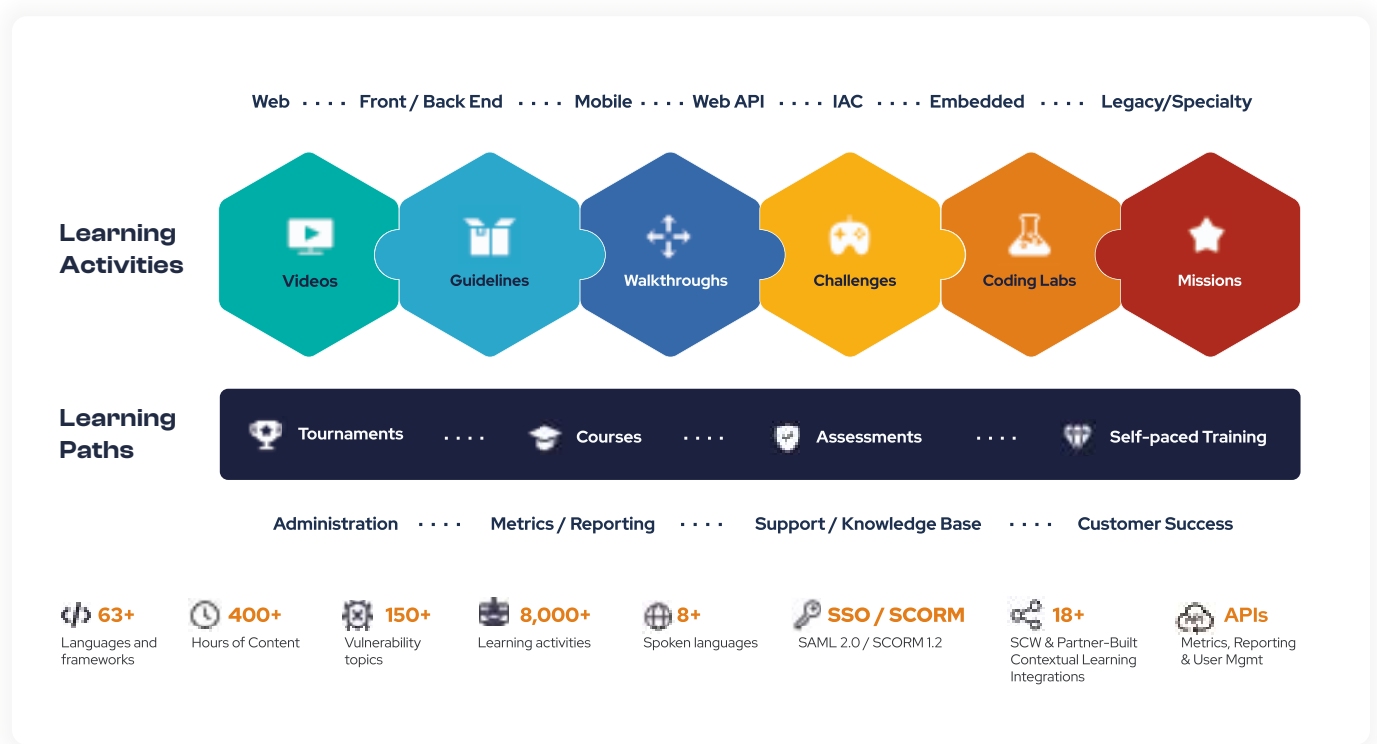 Web .... Front / Back End .... Mobile .... Web API .... IAC .... Embedded .... Legacy/Specialty
Learning
Activities
Videos
Guidelines
Walkthroughs
Challenges
Coding Labs
Missions
Learning
Paths
Tournaments .... Courses .... Assessments .... Self-paced Training
Administration .... Metrics / Reporting .... Support / Knowledge Base .... Customer Success
</> 63+
Languages and
frameworks
400+
Hours of Content
150+
Vulnerability
topics
8,000+
Learning activities
8+
Spoken languages
SSO / SCORM
SAML 2.0 / SCORM 1.2
18+
SCW & Partner-Built
Contextual Learning
Integrations
API
APIs
Metrics, Reporting
& User Mgmt